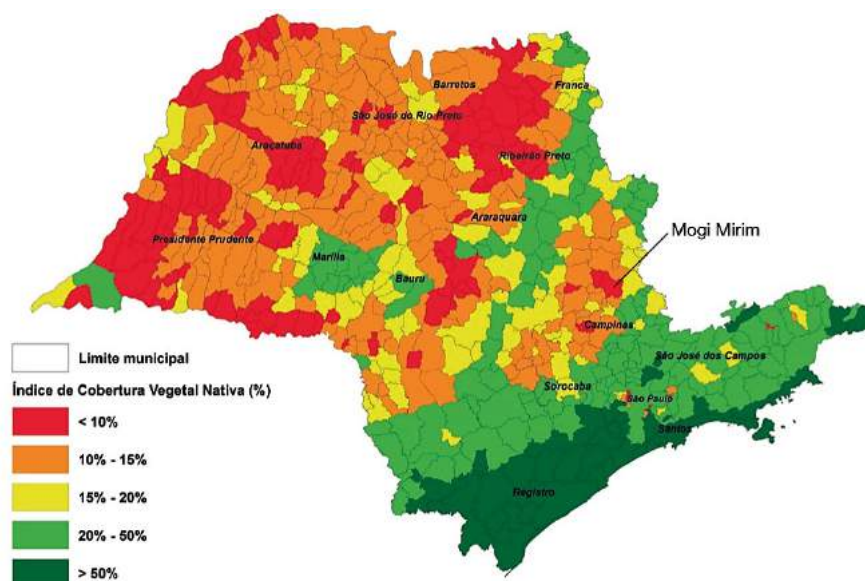 Barretos
Franca
São José do Rio Preto
Araçatuba
Ribeirão Preto
Araraquara
Mogi Mirim
Presidente Prudente
Marília
Bauru
Campinas
São José dos Campos
Sorocaba
São Paulo
Santos
Registro
Limite municipal
Índice de Cobertura Vegetal Nativa (%)
< 10%
10% - 15%
15% - 20%
20% - 50%
> 50%